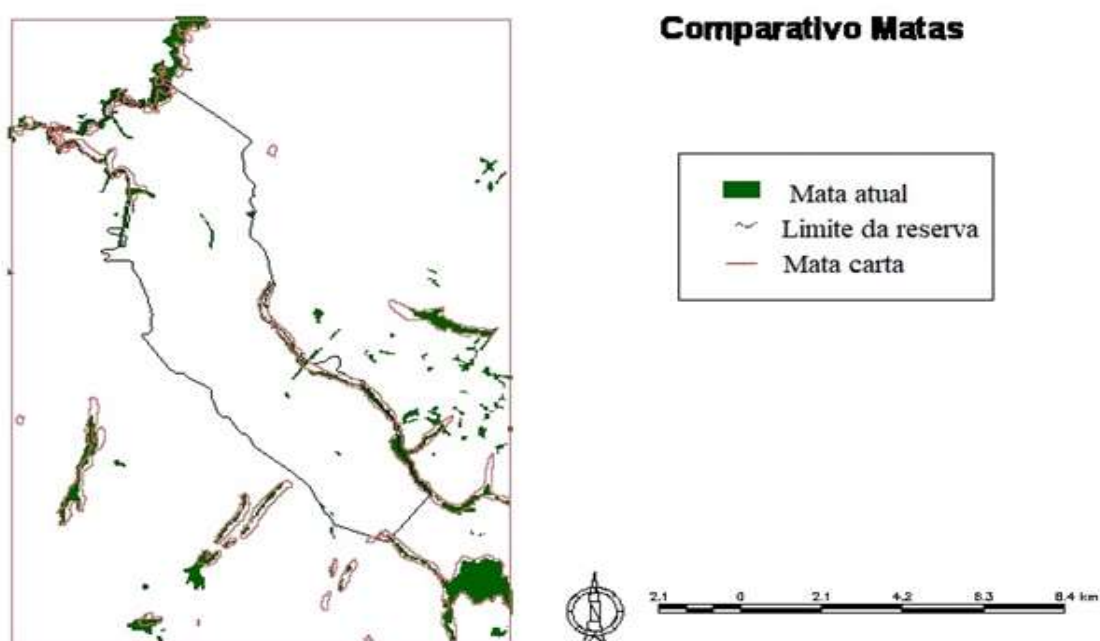 Comparativo Matas
Mata atual
Limite da reserva
Mata carta
2.1 0 2.1 4.2 6.3 8.4 km